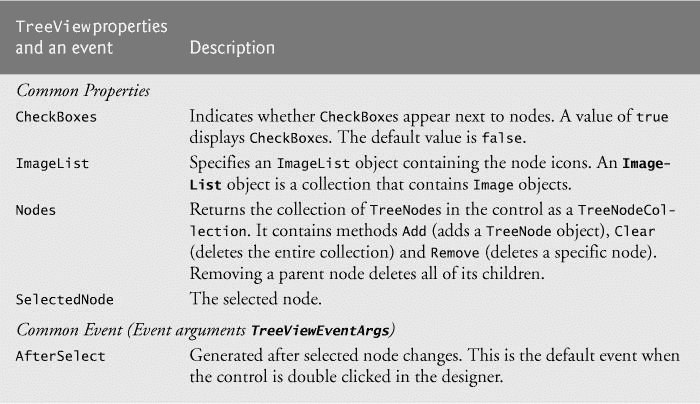 TreeView properties
and an event Description
Common Properties
CheckBoxes Indicates whether CheckBoxes appear next to nodes. A value of true
displays CheckBoxes. The default value is false.
ImageList Specifies an ImageList object containing the node icons. An Image-
List object is a collection that contains Image objects.
Nodes Returns the collection of TreeNodes in the control as a TreeNodeCol-
lection. It contains methods Add (adds a TreeNode object), Clear
(deletes the entire collection) and Remove (deletes a specific node).
Removing a parent node deletes all of its children.
SelectedNode The selected node.
Common Event (Event arguments TreeViewEventArgs)
AfterSelect Generated after selected node changes. This is the default event when
the control is double clicked in the designer.